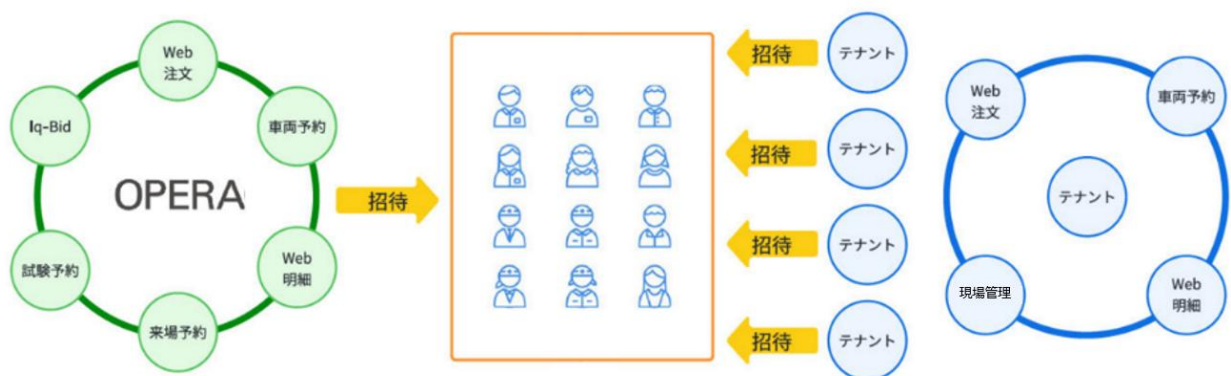 Web
注文
Iq-Bid
車両予約
OPERA
試験予約
Web
明細
来場予約
招待
招待
テナント
招待
テナント
招待
テナント
招待
テナント
Web
注文
車両予約
テナント
現場管理
Web
明細